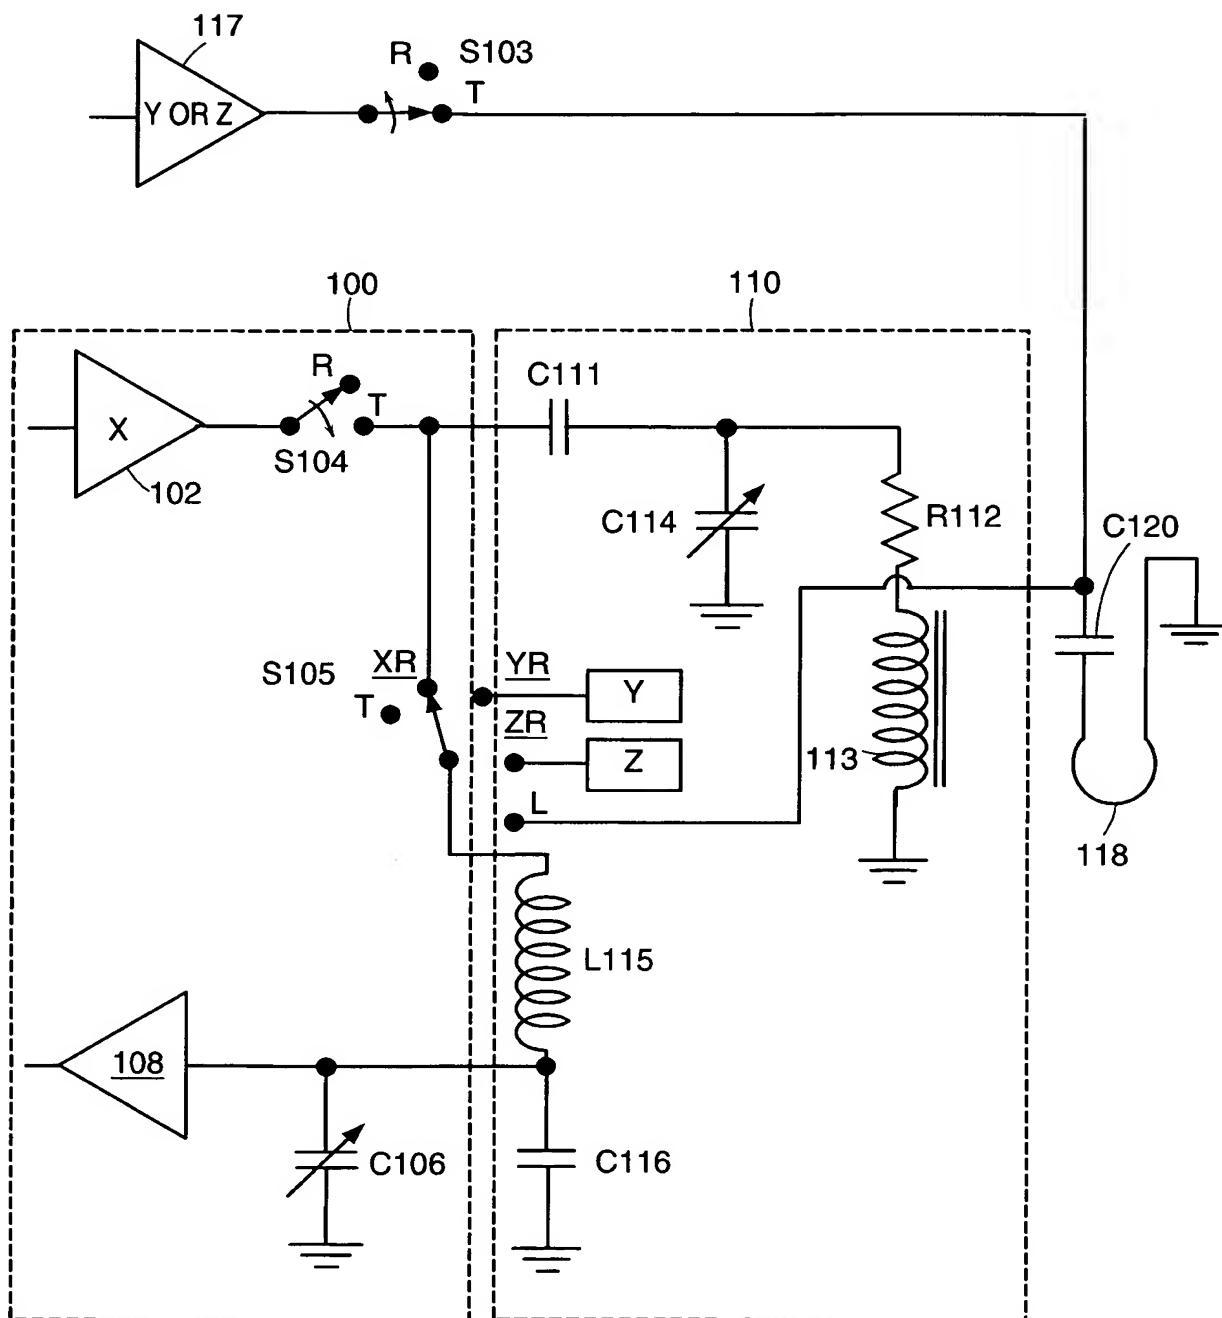 117
Y OR Z
R
S103
T
100
110
X
R
T
S104
102
C111
C114
R112
C120
S105
XR
T
YR
Y
ZR
Z
L
113
118
L115
108
C106
C116